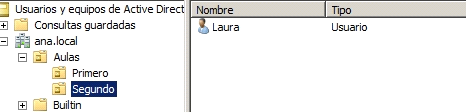 Usuarios y equipos de Active Direct
Consultas guardadas
ana.local
Aulas
Primero
Segundo
Builtin
Nombre Tipo
Laura Usuario